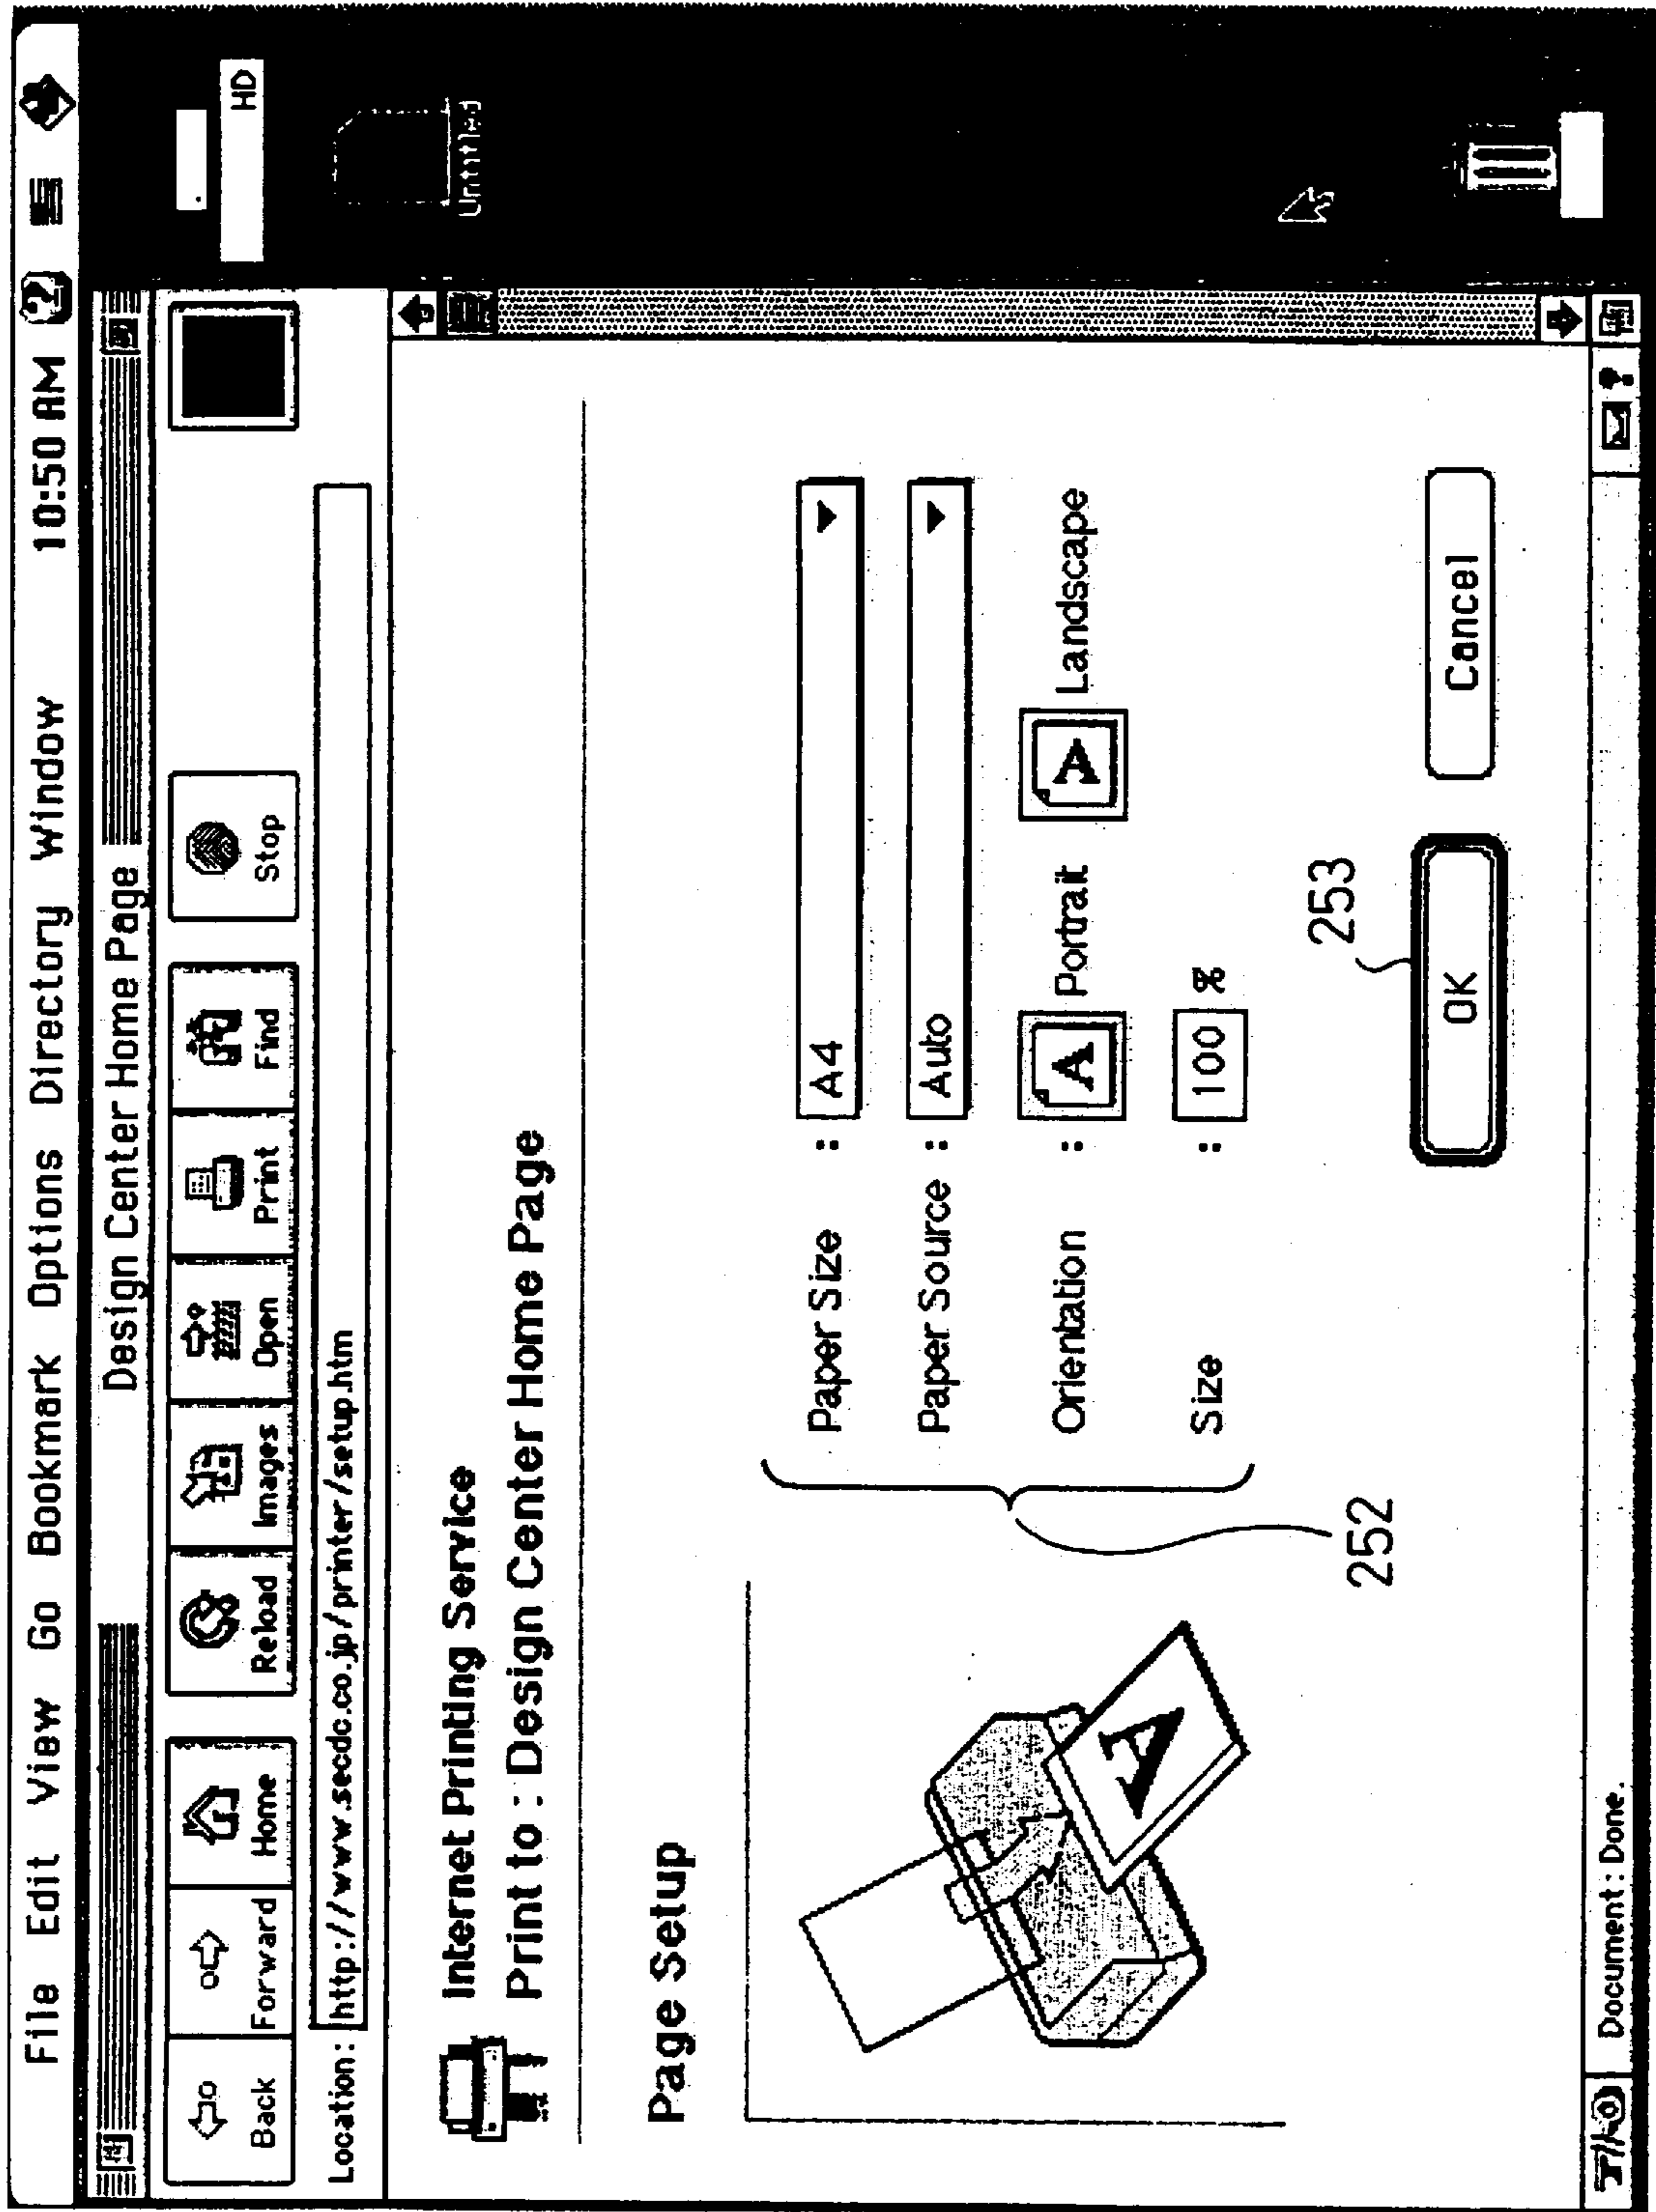 File Edit View Go Bookmark Options Directory Window 10:50 AM
Design Center Home Page
Back Forward Home Reload Images Open Print Find Stop
HD
Location: http://www.secdc.co.jp/printer/setup.htm
Untitled
Internet Printing Service
Print to : Design Center Home Page
Page Setup
Paper Size : A4
Paper Source : Auto
Orientation : A Portrait A Landscape
Size : 100 %
A
252
253
OK Cancel
Document: Done.